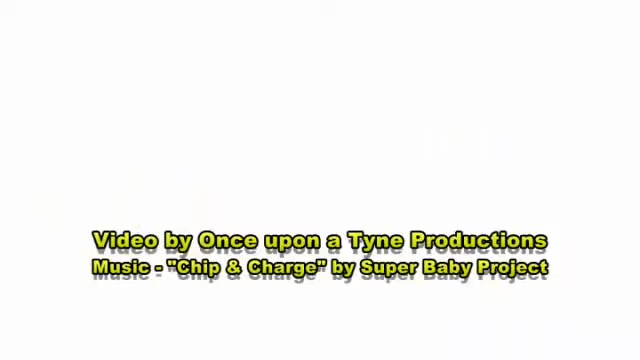 Video by Once upon a Tyne Productions
Music - "Chip & Charge" by Super Baby Project